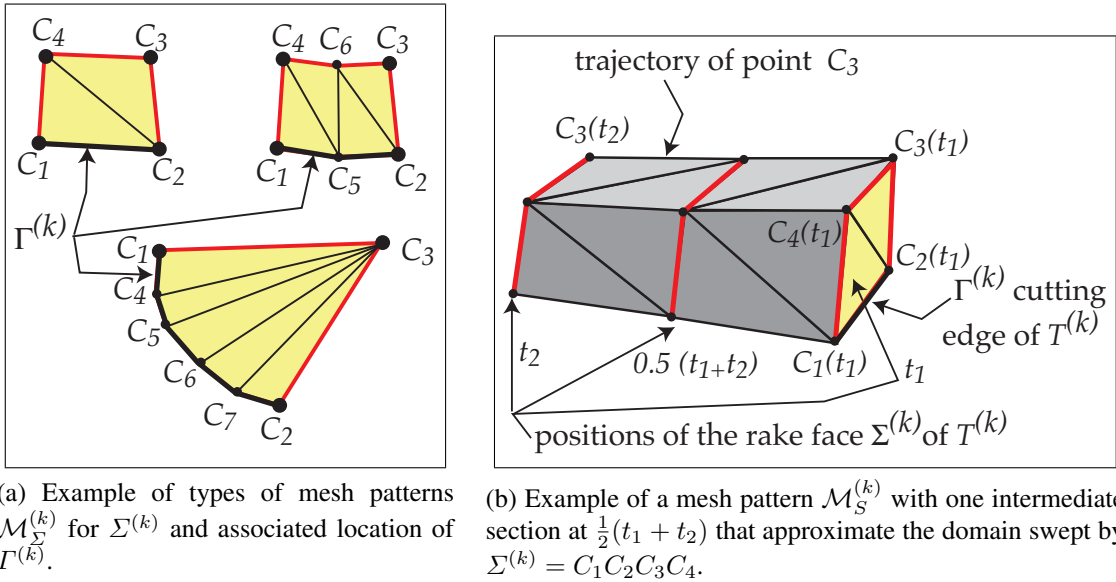 C4 C3 C4 C6 C3
C1 C2 C1 C5 C2
Γ(k)
C1 C3
C4
C5
C6
C7 C2
trajectory of point C3
C3(t2) C3(t1)
C4(t1)
C2(t1)
Γ(k) cutting
edge of T(k)
t2 0.5 (t1+t2) C1(t1) t1
positions of the rake face Σ(k) of T(k)
(a) Example of types of mesh patterns
MΣ(k) for Σ(k) and associated location of
Γ(k).
(b) Example of a mesh pattern MS(k) with one intermediate
section at ½(t1 + t2) that approximate the domain swept by
Σ(k) = C1C2C3C4.